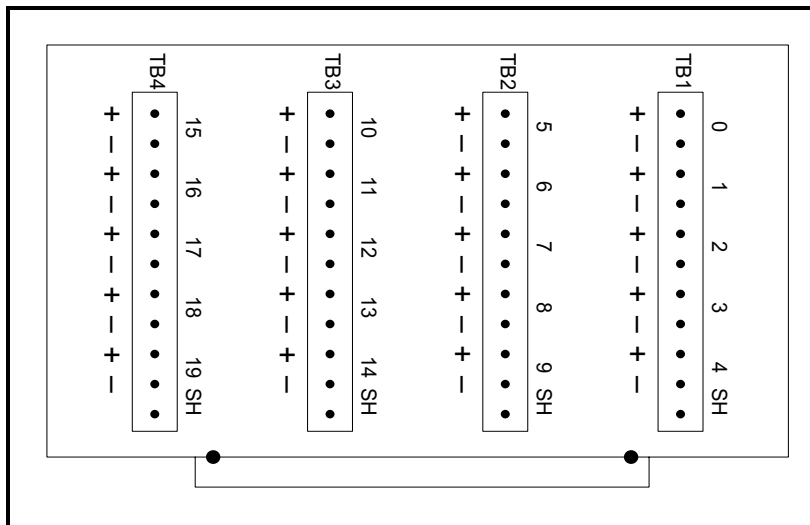 0 1 2 3 4 SH
TB1
+ − + − + − + − + −
5 6 7 8 9 SH
TB2
+ − + − + − + − + −
10 11 12 13 14 SH
TB3
+ − + − + − + − + −
15 16 17 18 19 SH
TB4
+ − + − + − + − + −